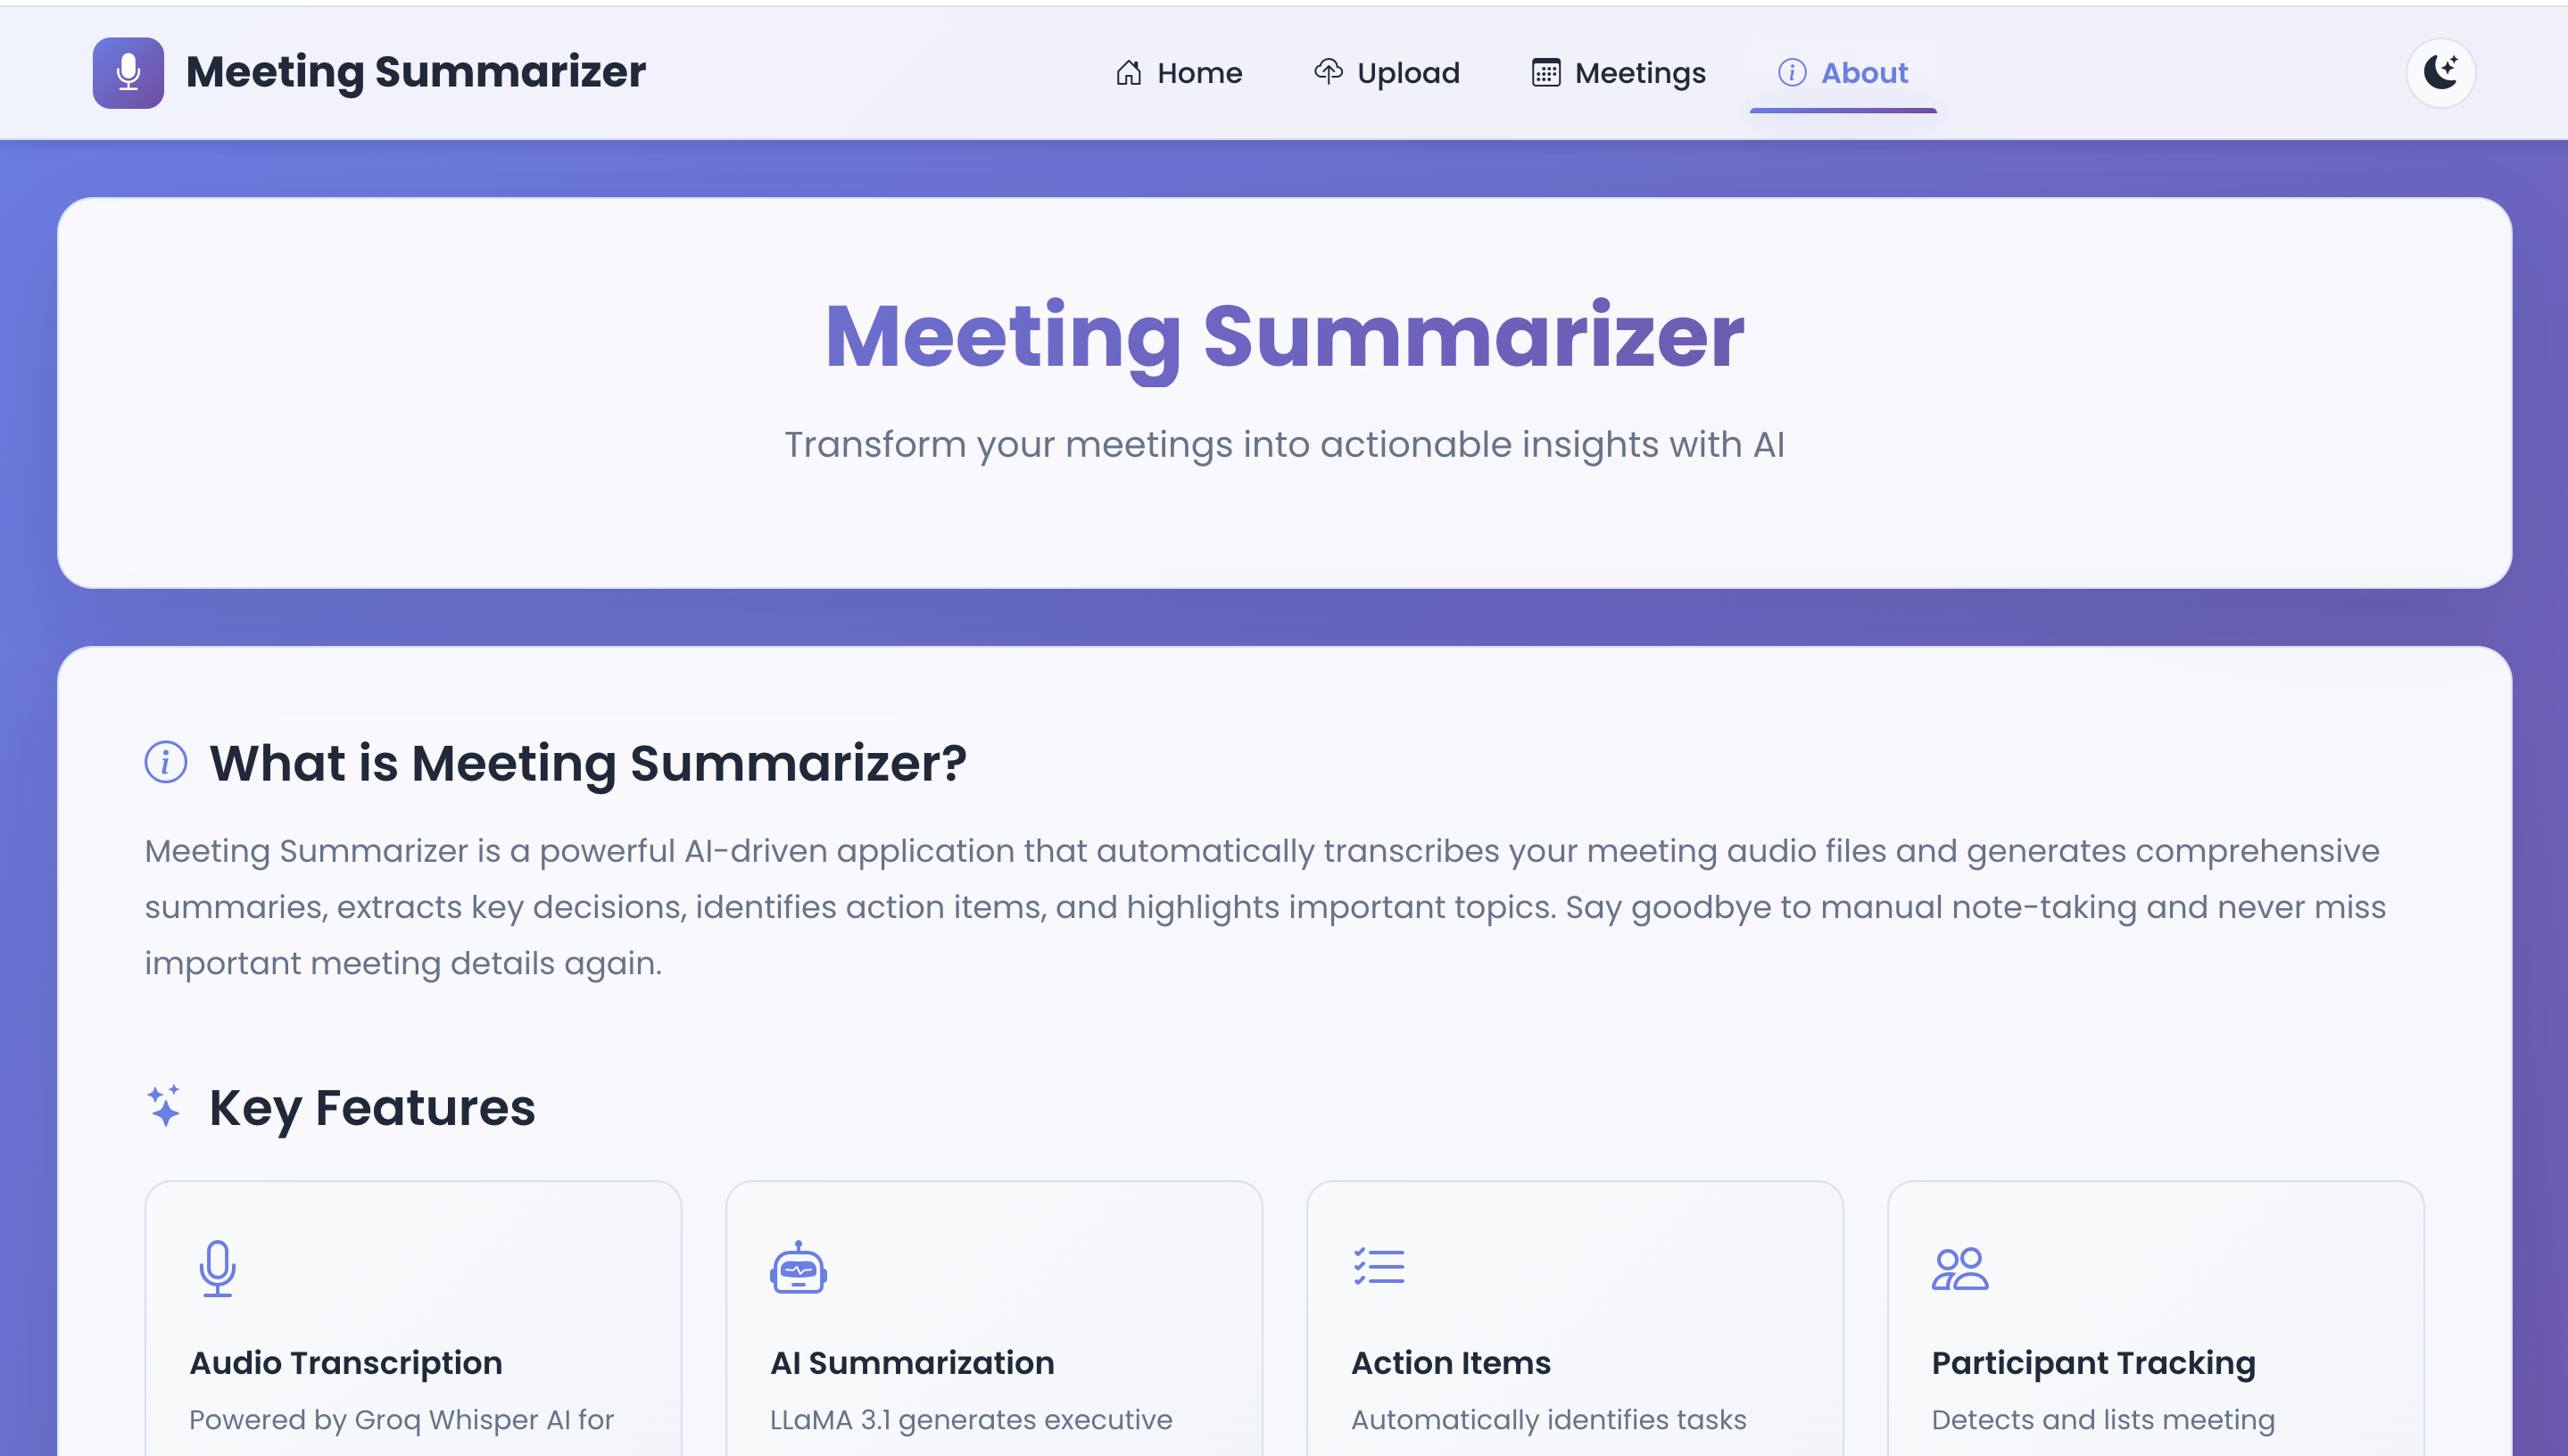 Meeting Summarizer
Home
Upload
Meetings
About
Meeting Summarizer
Transform your meetings into actionable insights with AI
What is Meeting Summarizer?
Meeting Summarizer is a powerful AI-driven application that automatically transcribes your meeting audio files and generates comprehensive
summaries, extracts key decisions, identifies action items, and highlights important topics. Say goodbye to manual note-taking and never miss
important meeting details again.
Key Features
Audio Transcription
Powered by Groq Whisper AI for
AI Summarization
LLaMA 3.1 generates executive
Action Items
Automatically identifies tasks
Participant Tracking
Detects and lists meeting